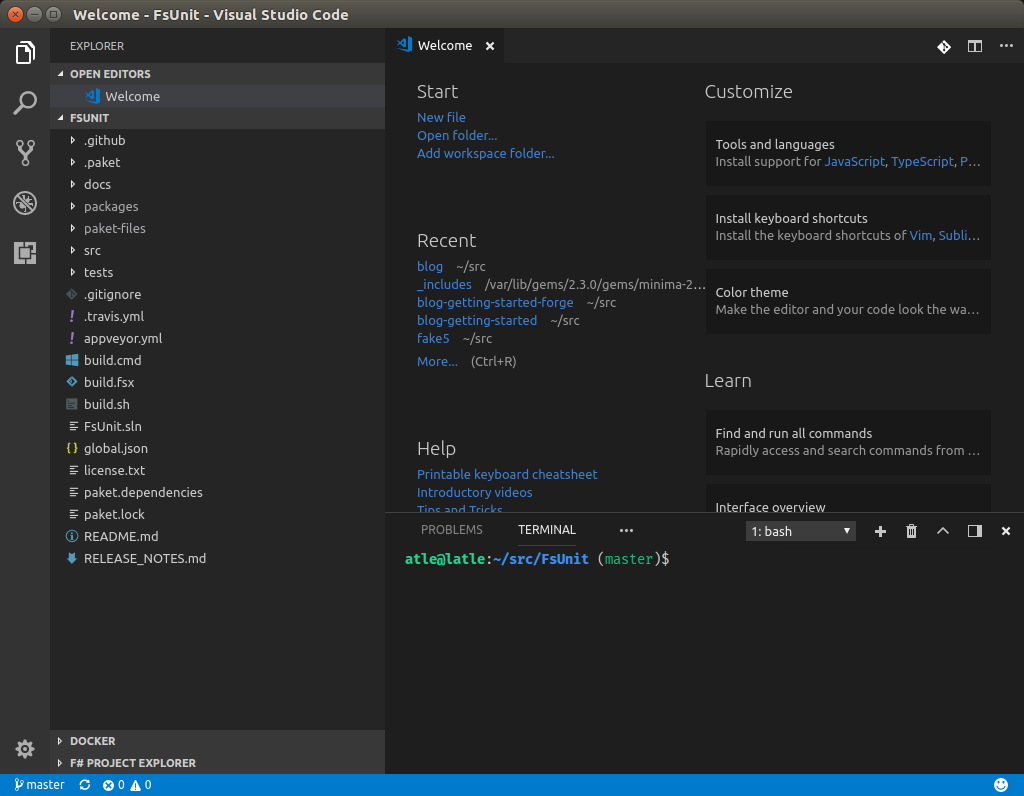 Welcome - FsUnit - Visual Studio Code
EXPLORER
OPEN EDITORS
Welcome
FSUNIT
.github
.paket
docs
packages
paket-files
src
tests
.gitignore
.travis.yml
appveyor.yml
build.cmd
build.fsx
build.sh
FsUnit.sln
global.json
license.txt
paket.dependencies
paket.lock
README.md
RELEASE_NOTES.md
DOCKER
F# PROJECT EXPLORER
Welcome
Start
New file
Open folder...
Add workspace folder...
Recent
blog ~/src
_includes /var/lib/gems/2.3.0/gems/minima-2...
blog-getting-started-forge ~/src
blog-getting-started ~/src
fake5 ~/src
More... (Ctrl+R)
Help
Printable keyboard cheatsheet
Introductory videos
Tips and Tricks
Customize
Tools and languages
Install support for JavaScript, TypeScript, P...
Install keyboard shortcuts
Install the keyboard shortcuts of Vim, Subli...
Color theme
Make the editor and your code look the wa...
Learn
Find and run all commands
Rapidly access and search commands from ...
Interface overview
PROBLEMS TERMINAL ... 1: bash
atle@latle:~/src/FsUnit (master)$
master 0 0